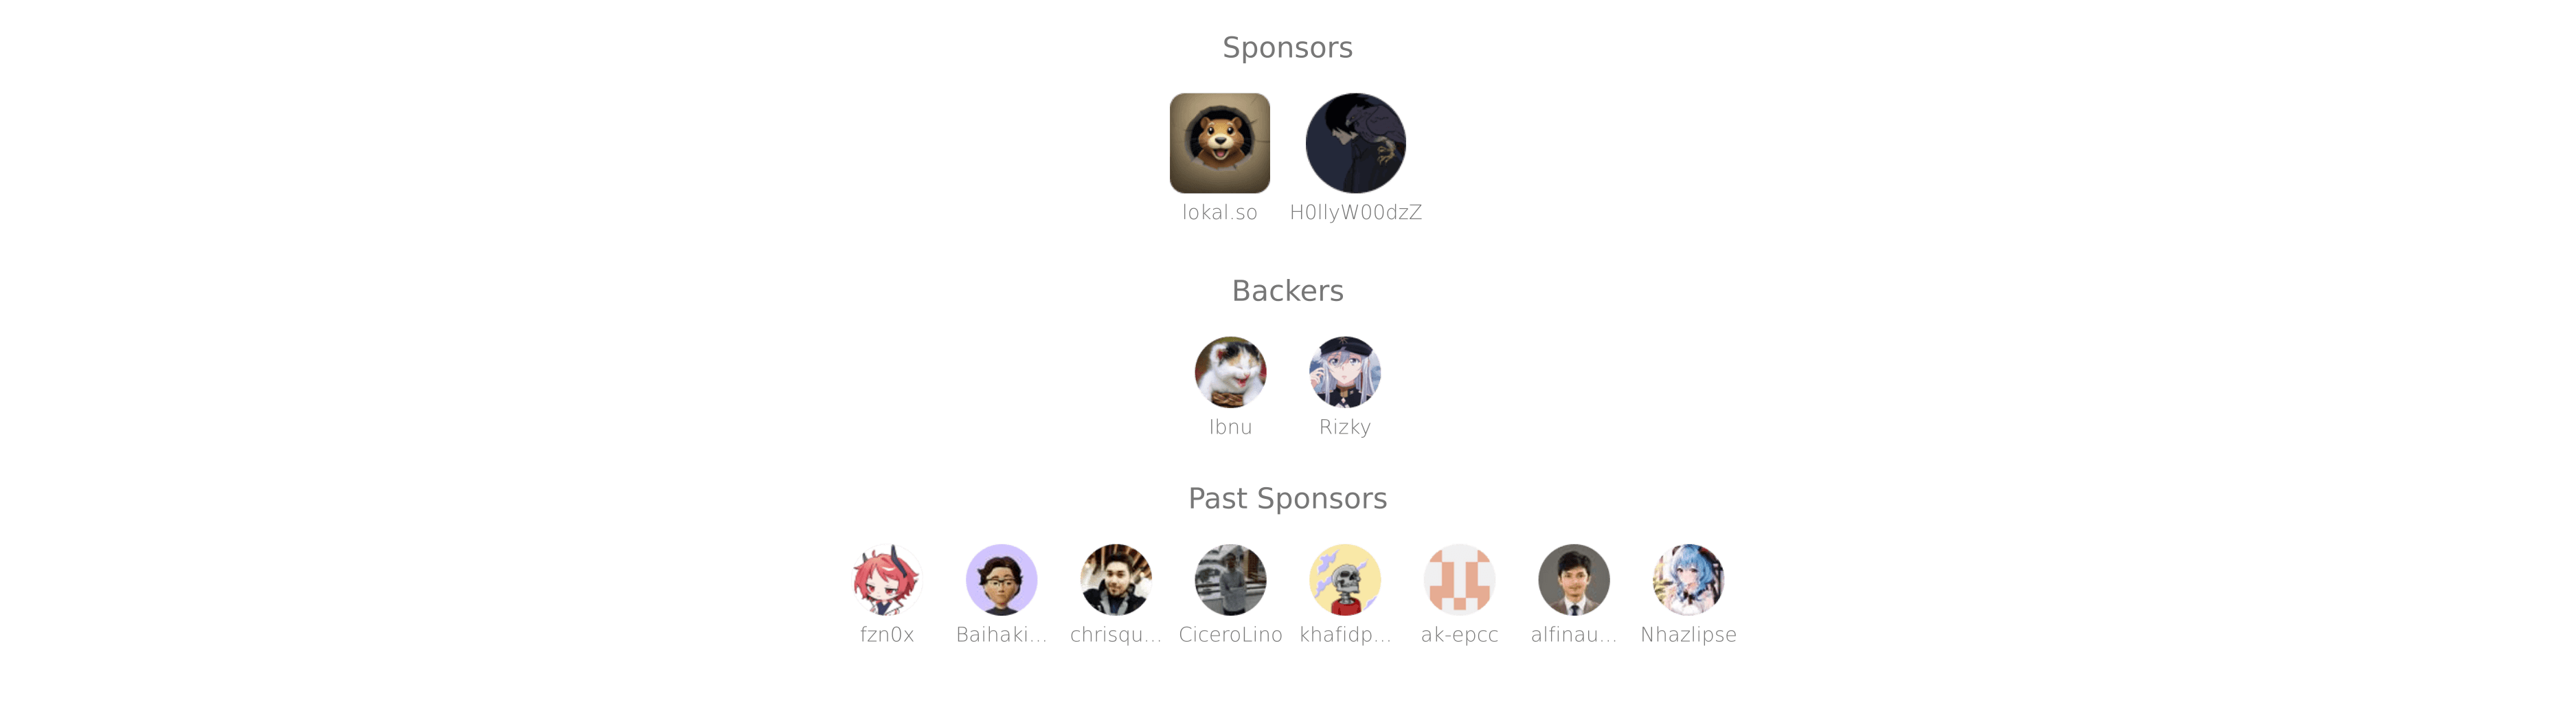 Sponsors
lokal.so H0llyW00dzZ
Backers
Ibnu Rizky
Past Sponsors
fzn0x Baihaki... chrisqu... CiceroLino khafidp... ak-epcc alfinau... Nhazlipse